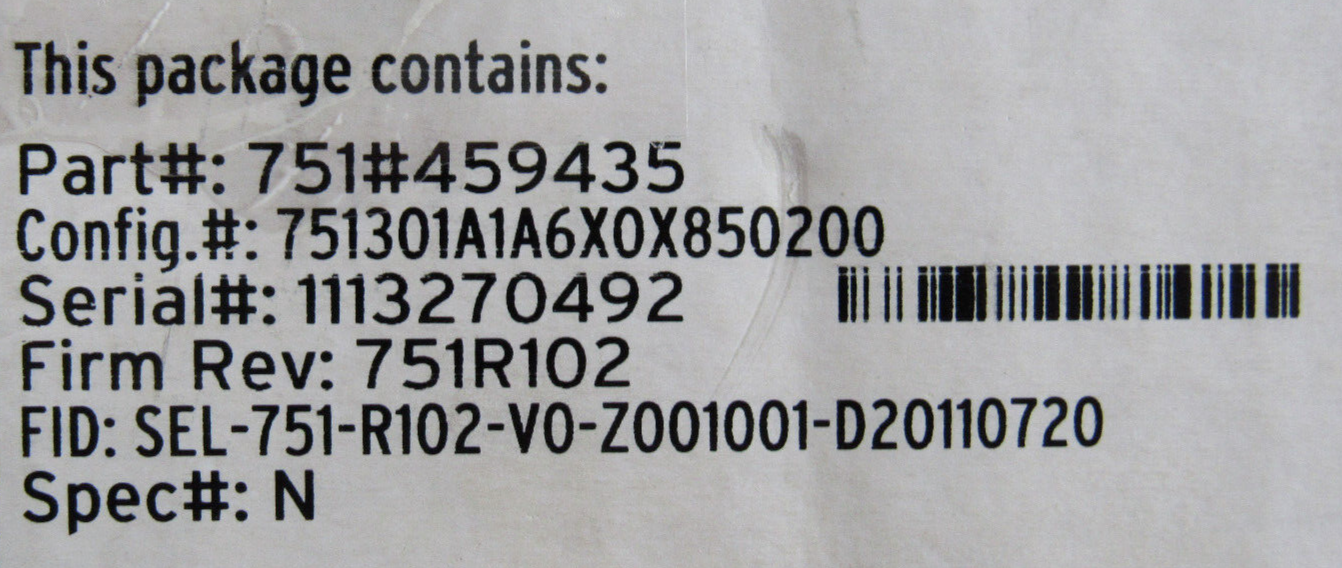 This package contains:
Part#: 751#459435
Config.#: 751301A1A6X0X850200
Serial#: 1113270492
Firm Rev: 751R102
FID: SEL-751-R102-V0-Z001001-D20110720
Spec#: N